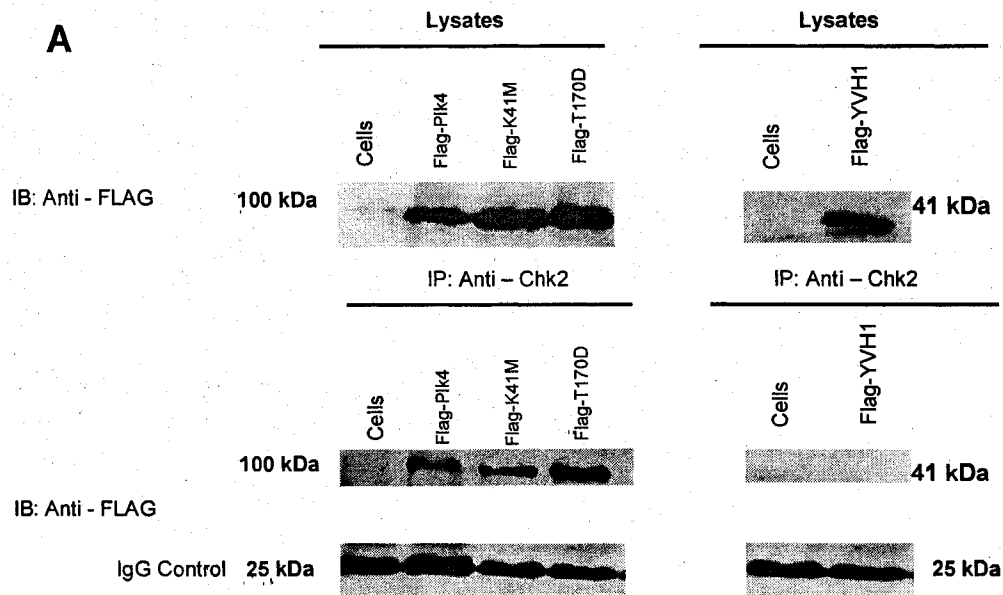 A
Lysates
Lysates
Cells
Flag-Plk4
Flag-K41M
Flag-T170D
Cells
Flag-YVH1
IB: Anti - FLAG
100 kDa
41 kDa
IP: Anti – Chk2
IP: Anti – Chk2
Cells
Flag-Plk4
Flag-K41M
Flag-T170D
Cells
Flag-YVH1
100 kDa
41 kDa
IB: Anti - FLAG
IgG Control 25 kDa
25 kDa